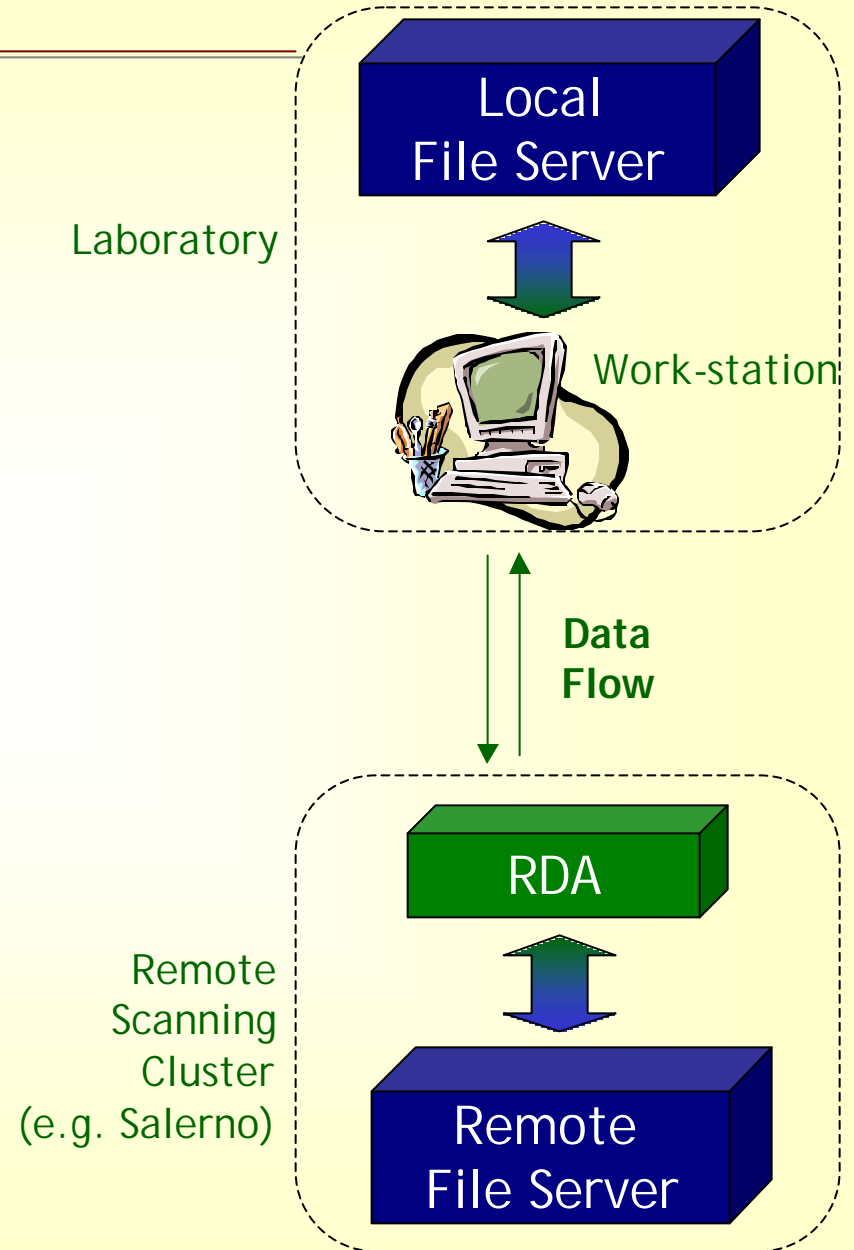 Local
File Server
Laboratory
Work-station
Data
Flow
RDA
Remote
Scanning
Cluster
(e.g. Salerno)
Remote
File Server